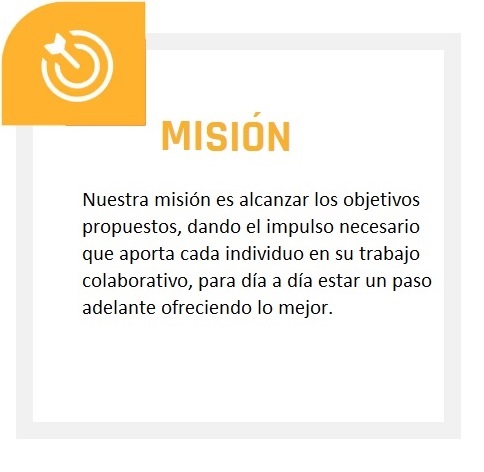 MISIÓN
Nuestra misión es alcanzar los objetivos
propuestos, dando el impulso necesario
que aporta cada individuo en su trabajo
colaborativo, para día a día estar un paso
adelante ofreciendo lo mejor.